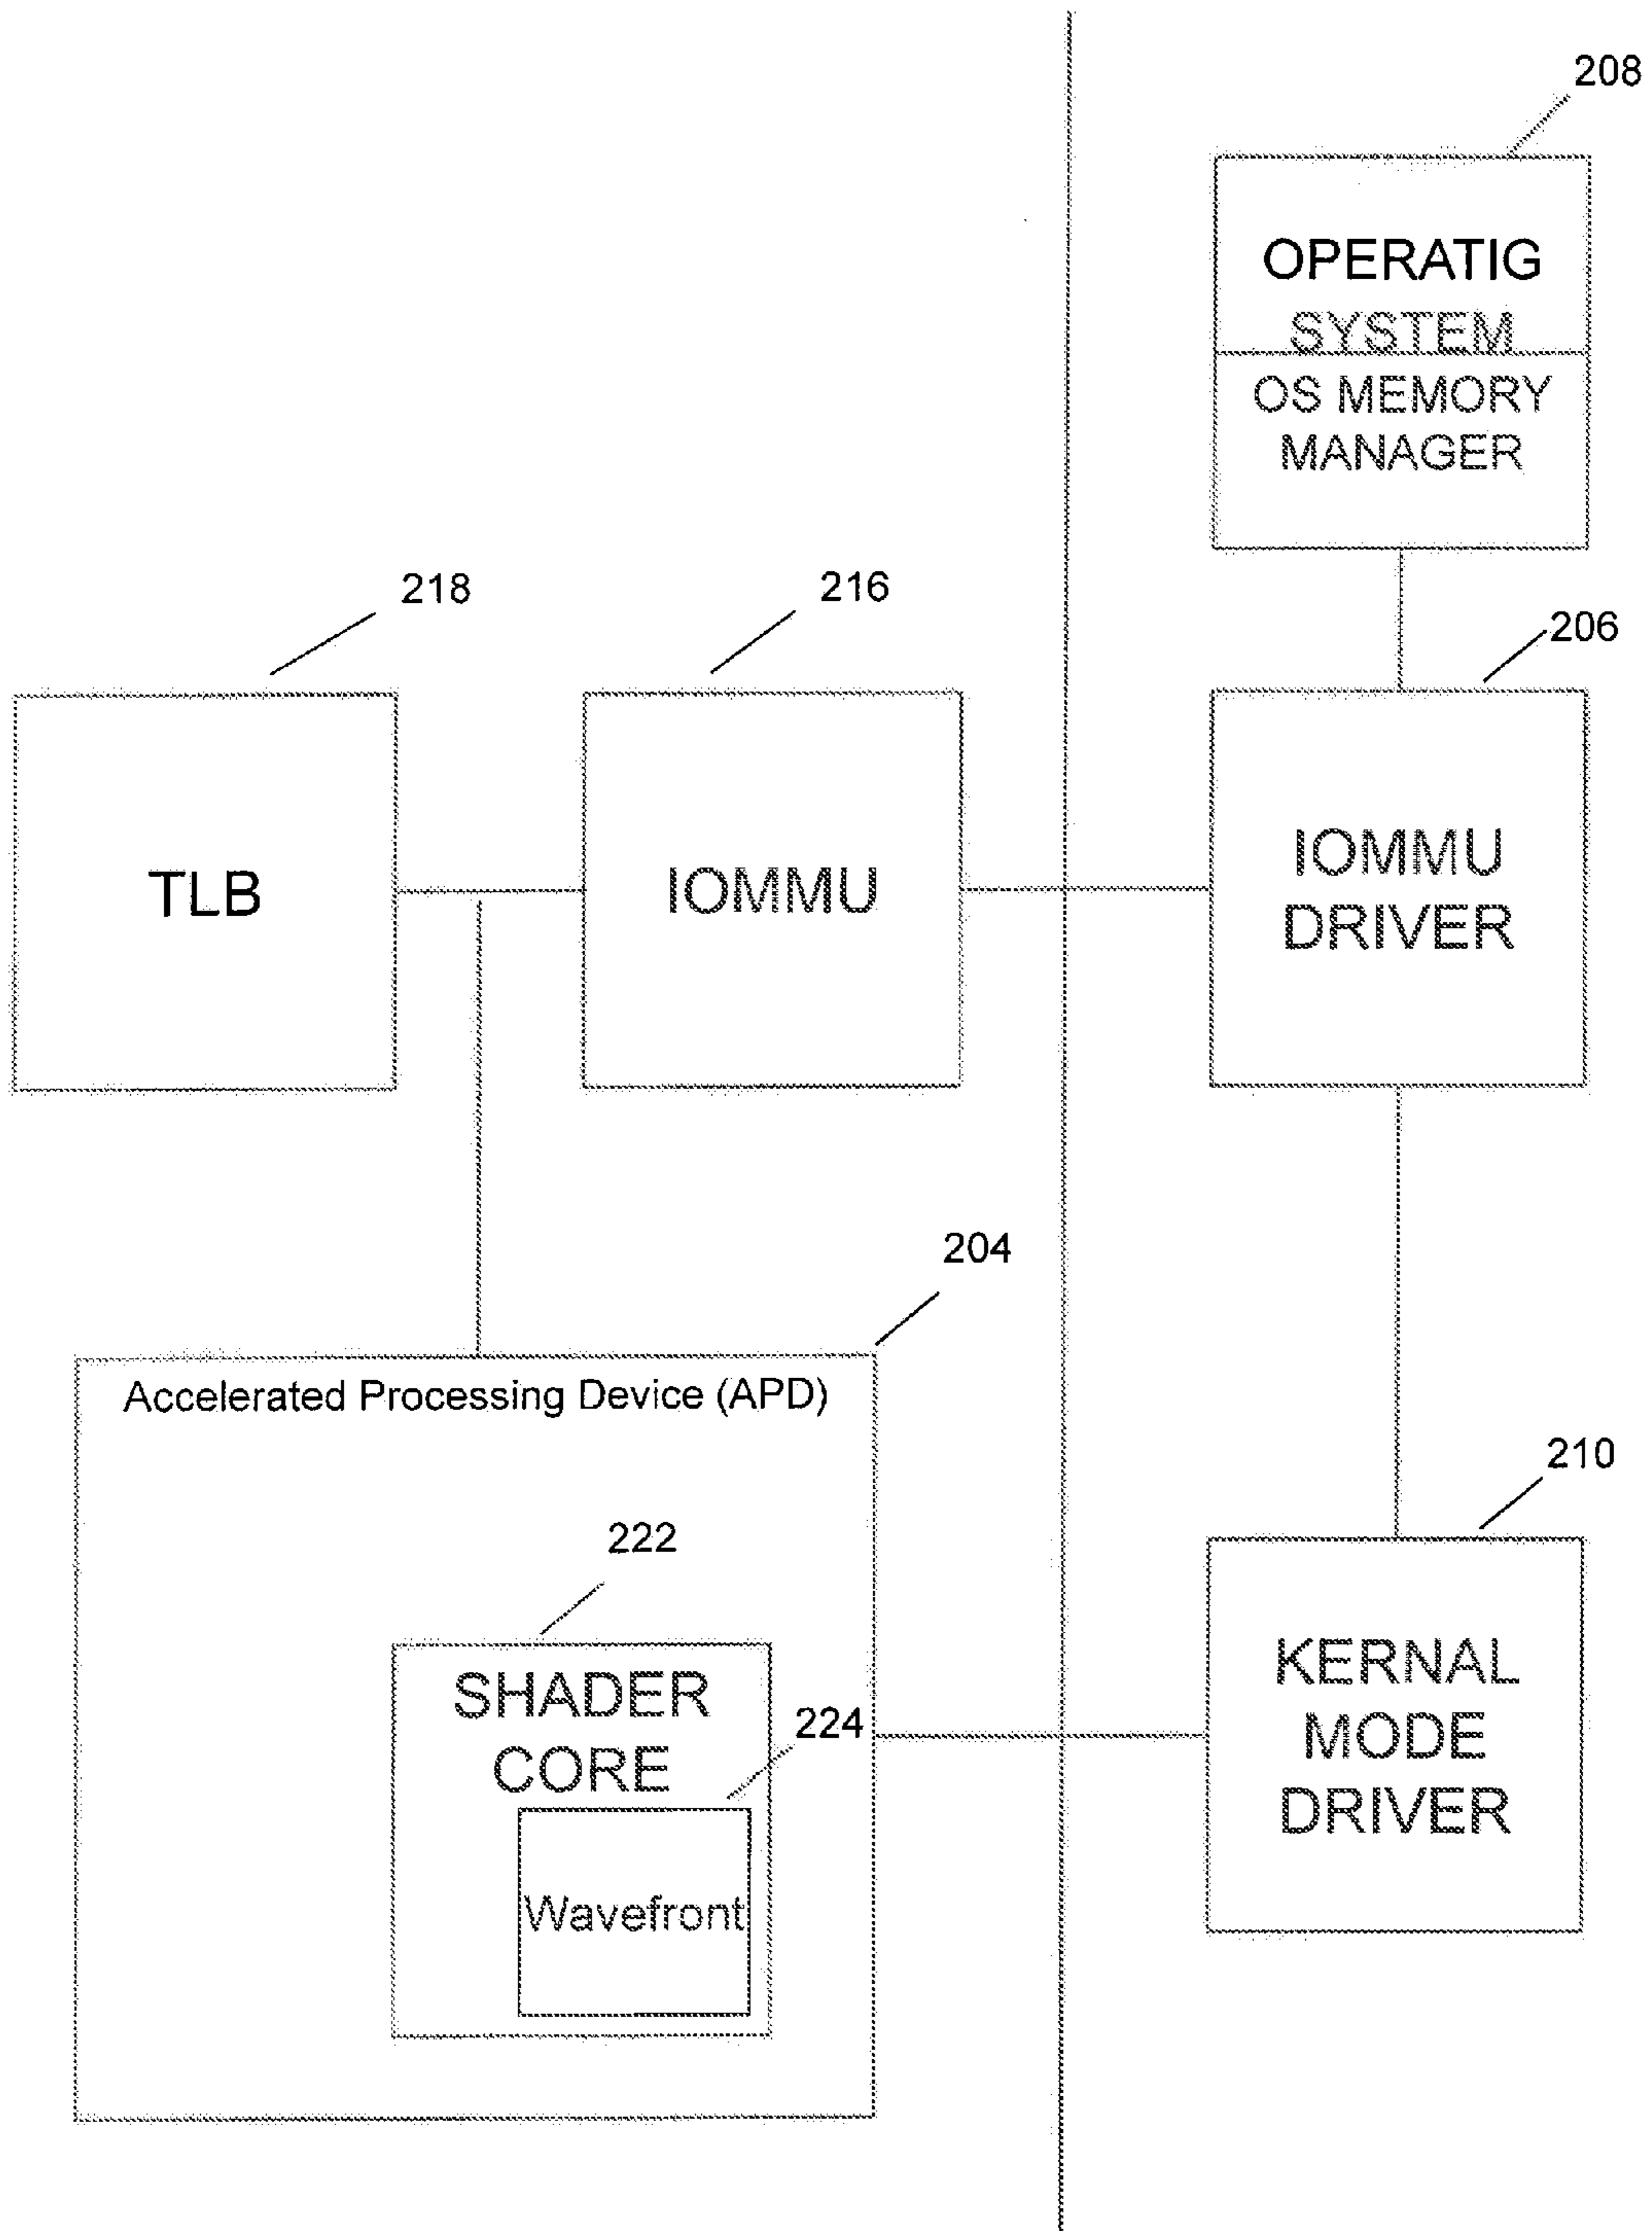 208
OPERATIG
SYSTEM
OS MEMORY
MANAGER
218
216
206
TLB
IOMMU
IOMMU
DRIVER
204
Accelerated Processing Device (APD)
210
222
SHADER
CORE
224
Wavefront
KERNAL
MODE
DRIVER